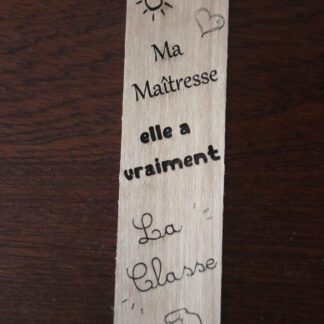 Ma
Maîtresse
elle a
vraiment
La
Classe